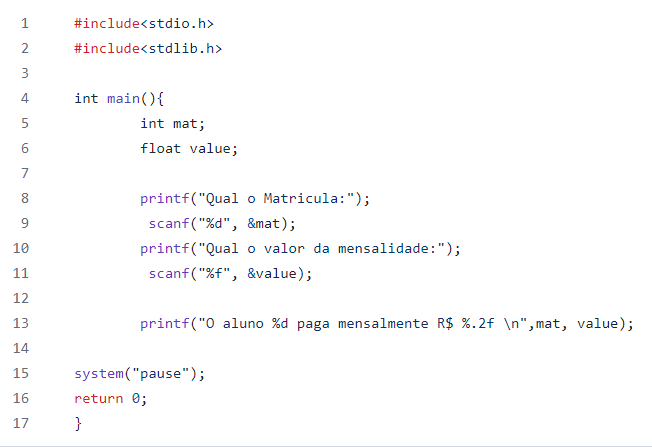 1 #include<stdio.h>
2 #include<stdlib.h>
3
4 int main(){
5 int mat;
6 float value;
7
8 printf("Qual o Matricula:");
9 scanf("%d", &mat);
10 printf("Qual o valor da mensalidade:");
11 scanf("%f", &value);
12
13 printf("O aluno %d paga mensalmente R$ %.2f \n",mat, value);
14
15 system("pause");
16 return 0;
17 }